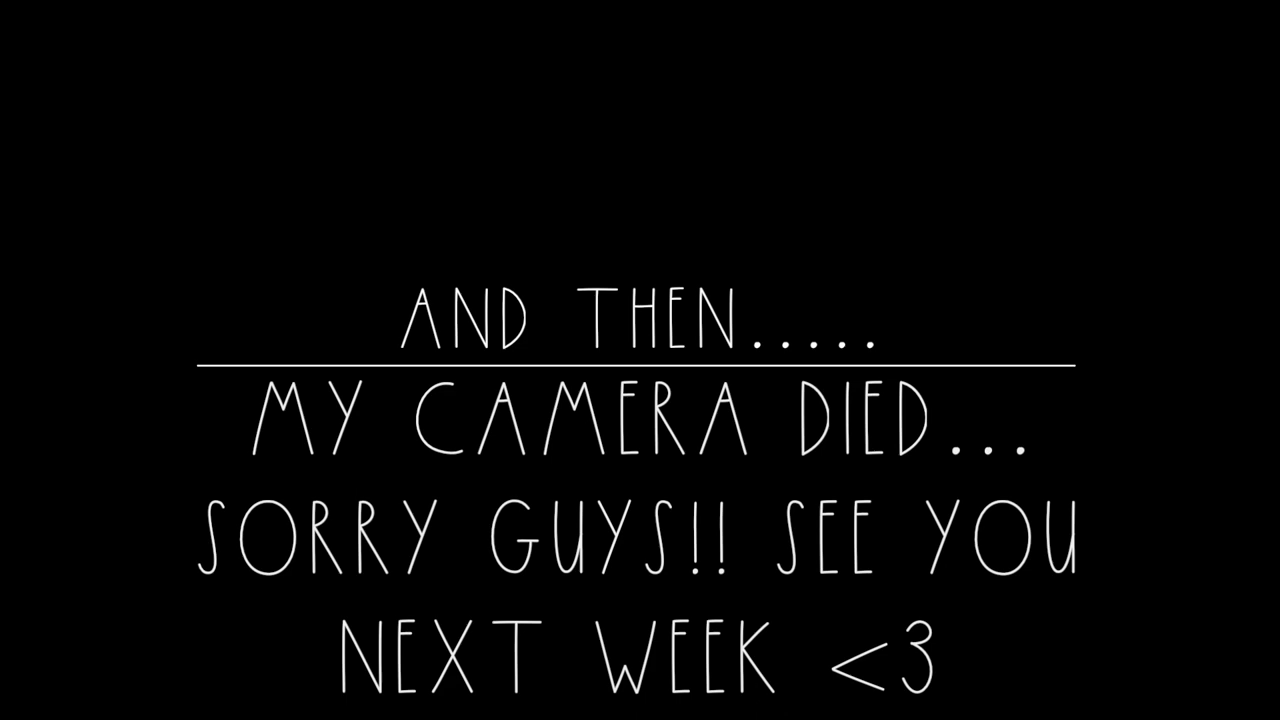 AND THEN.....
MY CAMERA DIED...
SORRY GUYS!! SEE YOU
NEXT WEEK <3